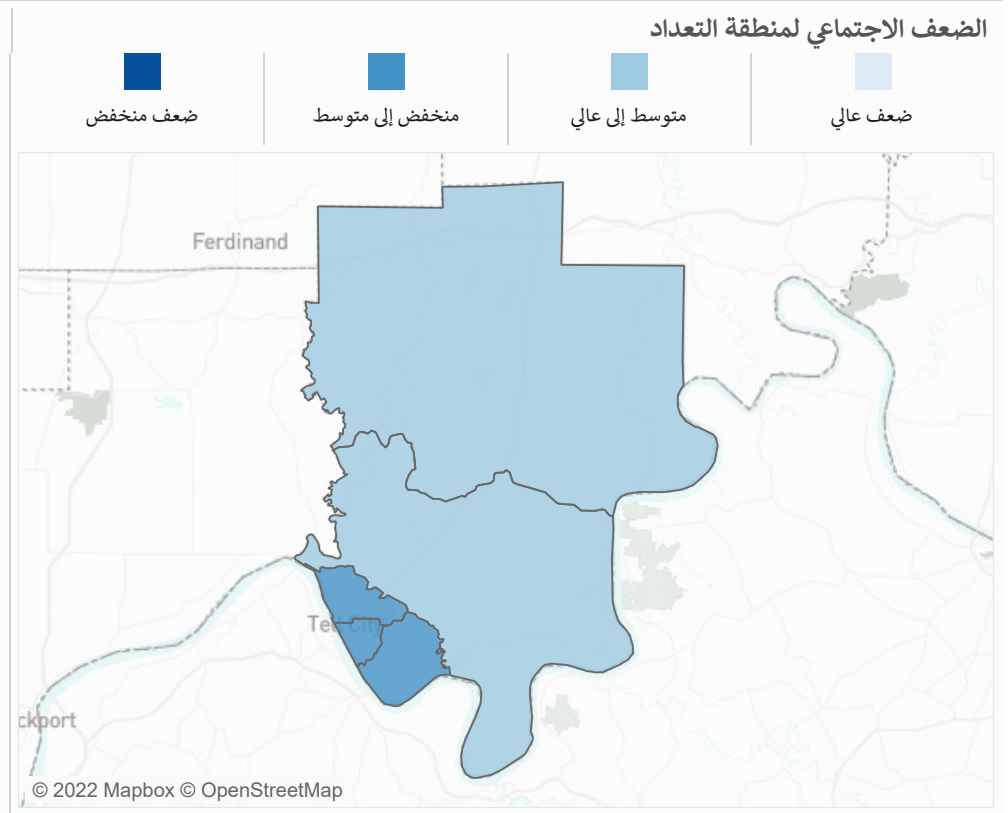 الضعف الاجتماعي لمنطقة التعداد
ضعف عالي
متوسط إلى عالي
منخفض إلى متوسط
ضعف منخفض
Ferdinand
Tell City
ckport
© 2022 Mapbox © OpenStreetMap